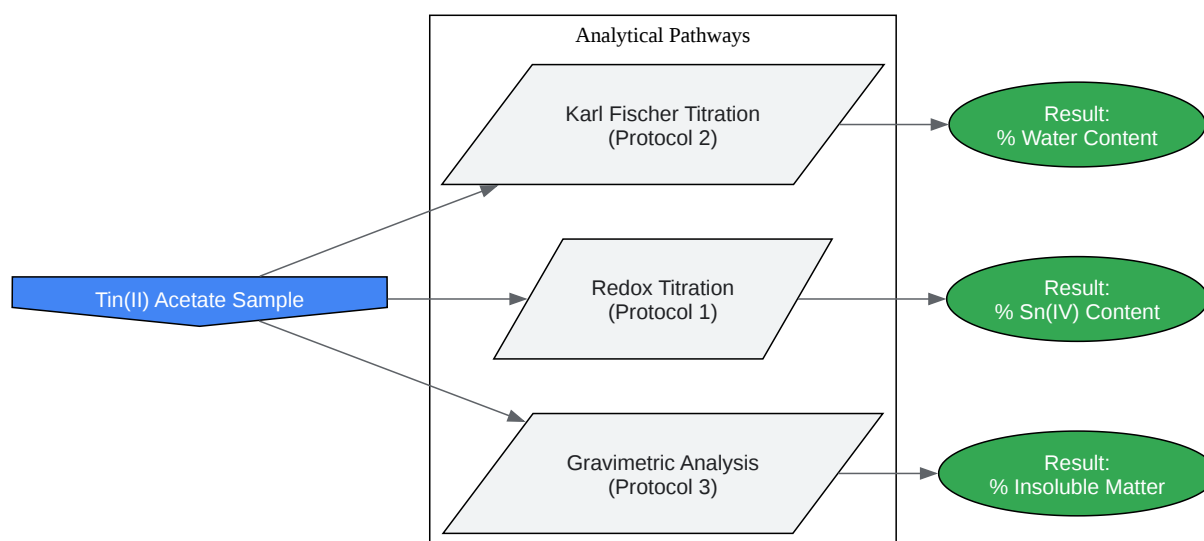 Analytical Pathways
Karl Fischer Titration
(Protocol 2)
Result:
% Water Content
Tin(II) Acetate Sample
Redox Titration
(Protocol 1)
Result:
% Sn(IV) Content
Gravimetric Analysis
(Protocol 3)
Result:
% Insoluble Matter